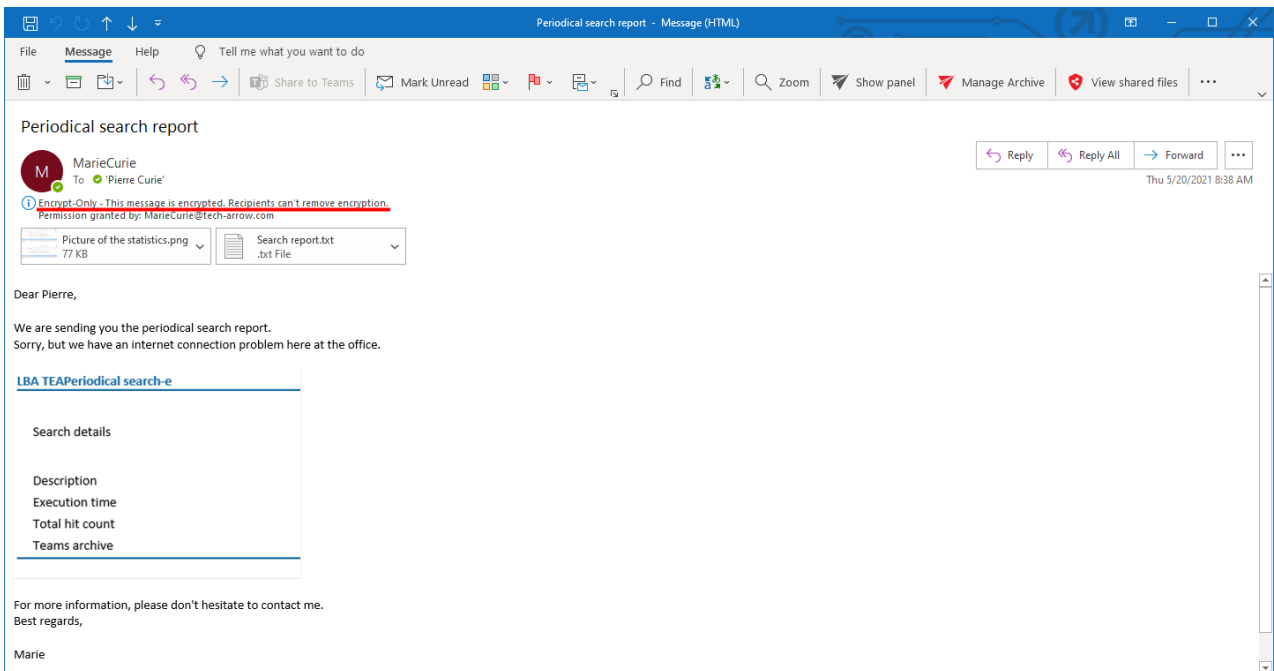 Periodical search report - Message (HTML)
File Message Help Tell me what you want to do
Share to Teams Mark Unread Find Zoom Show panel Manage Archive View shared files
Periodical search report
M
MarieCurie
To 'Pierre Curie'
Reply Reply All Forward
Thu 5/20/2021 8:38 AM
Encrypt-Only - This message is encrypted. Recipients can't remove encryption.
Permission granted by: MarieCurie@tech-arrow.com
Picture of the statistics.png
77 KB
Search report.txt
.txt File
Dear Pierre,
We are sending you the periodical search report.
Sorry, but we have an internet connection problem here at the office.
LBA TEAPeriodical search-e
Search details
Description
Execution time
Total hit count
Teams archive
For more information, please don't hesitate to contact me.
Best regards,
Marie